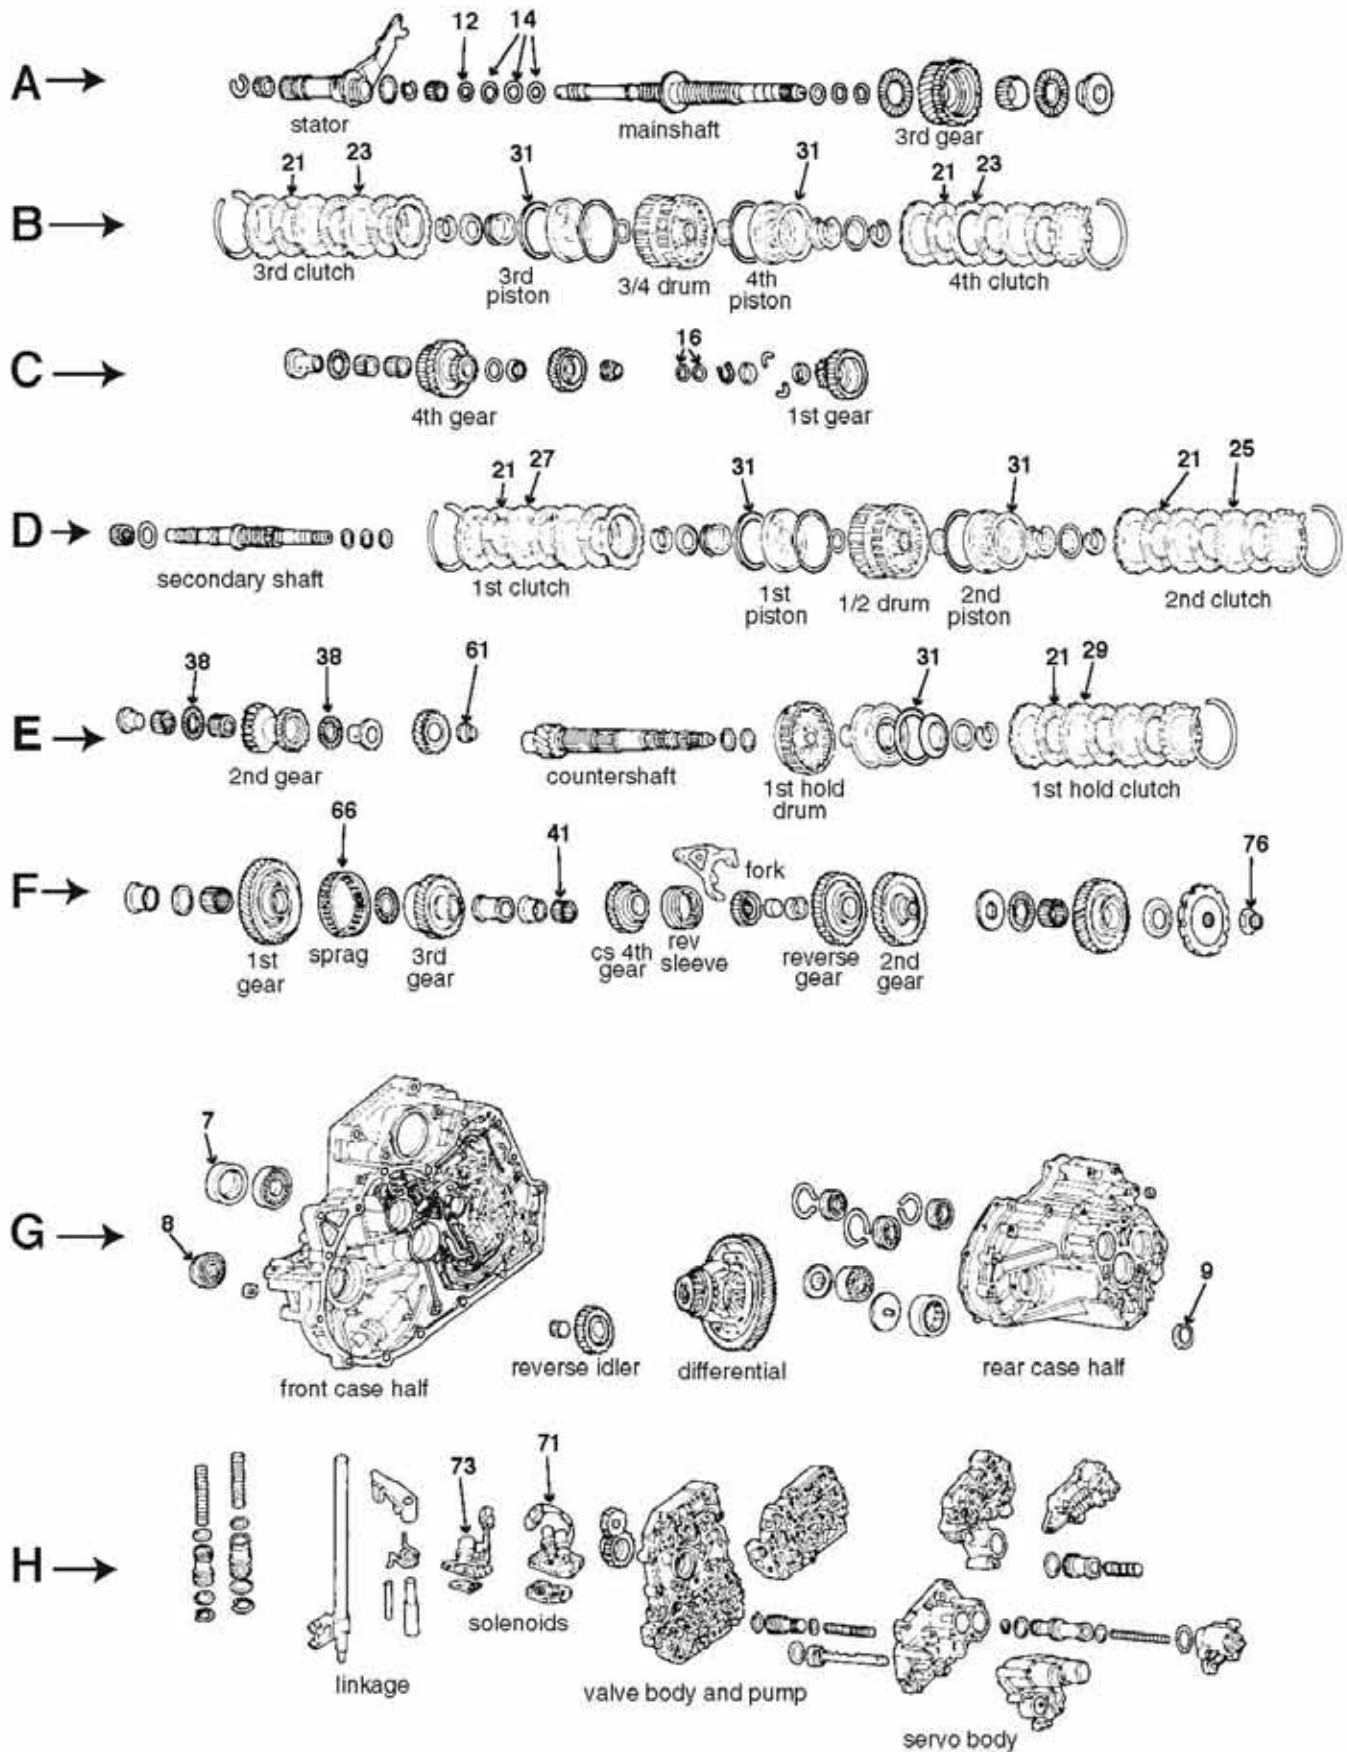 A
12
14
stator
mainshaft
3rd gear
B
21
23
31
31
21
23
3rd clutch
3rd
piston
3/4 drum
4th
piston
4th clutch
C
16
4th gear
1st gear
D
21
27
31
31
21
25
secondary shaft
1st clutch
1st
piston
1/2 drum
2nd
piston
2nd clutch
E
38
38
61
31
21
29
2nd gear
countershaft
1st hold
drum
1st hold clutch
F
66
41
76
fork
1st
gear
sprag
3rd
gear
cs 4th
gear
rev
sleeve
reverse
gear
2nd
gear
G
7
8
9
front case half
reverse idler
differential
rear case half
H
73
71
solenoids
linkage
valve body and pump
servo body